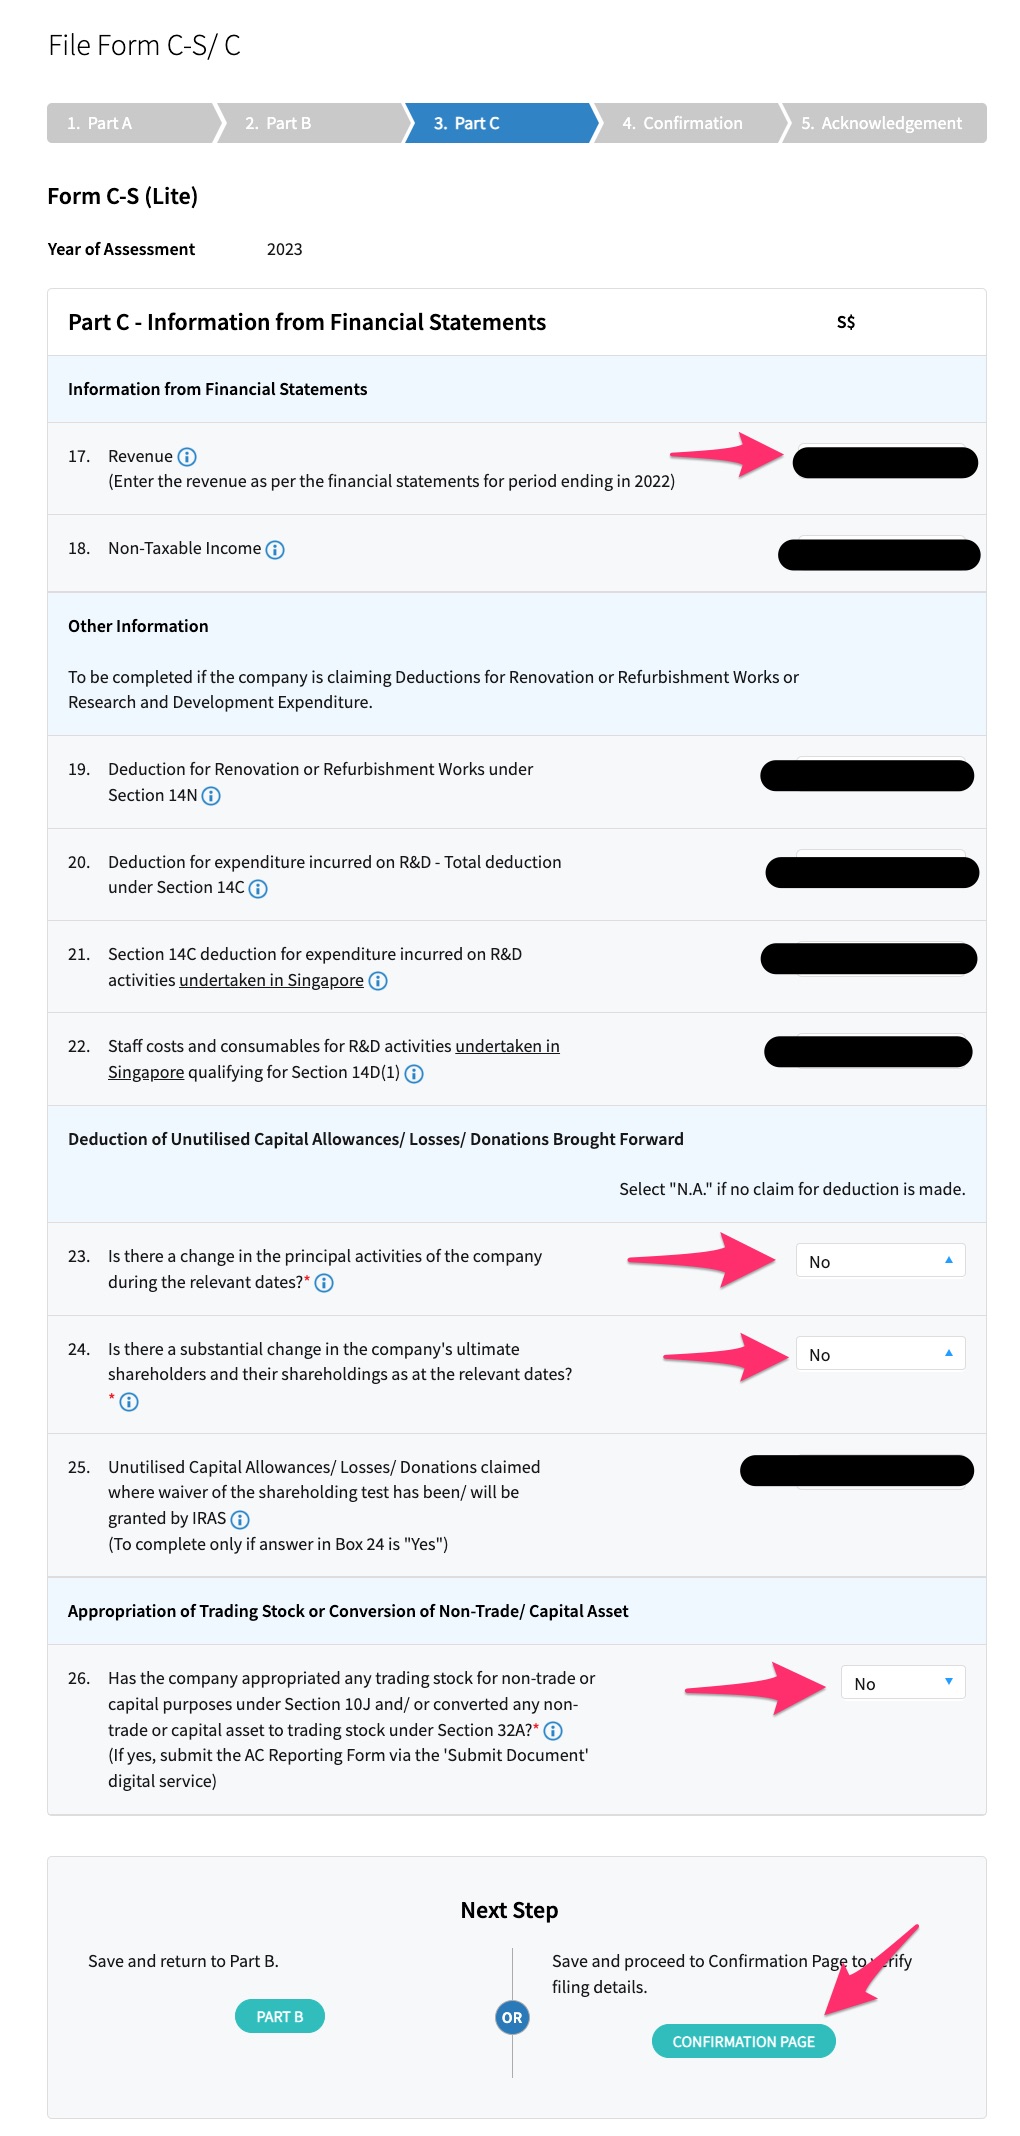 File Form C-S/ C
1. Part A
2. Part B
3. Part C
4. Confirmation
5. Acknowledgement
Form C-S (Lite)
Year of Assessment 2023
Part C - Information from Financial Statements S$
Information from Financial Statements
17. Revenue
(Enter the revenue as per the financial statements for period ending in 2022)
18. Non-Taxable Income
Other Information
To be completed if the company is claiming Deductions for Renovation or Refurbishment Works or
Research and Development Expenditure.
19. Deduction for Renovation or Refurbishment Works under
Section 14N
20. Deduction for expenditure incurred on R&D - Total deduction
under Section 14C
21. Section 14C deduction for expenditure incurred on R&D
activities undertaken in Singapore
22. Staff costs and consumables for R&D activities undertaken in
Singapore qualifying for Section 14D(1)
Deduction of Unutilised Capital Allowances/ Losses/ Donations Brought Forward
Select "N.A." if no claim for deduction is made.
23. Is there a change in the principal activities of the company No
during the relevant dates?*
24. Is there a substantial change in the company's ultimate No
shareholders and their shareholdings as at the relevant dates?
*
25. Unutilised Capital Allowances/ Losses/ Donations claimed
where waiver of the shareholding test has been/ will be
granted by IRAS
(To complete only if answer in Box 24 is "Yes")
Appropriation of Trading Stock or Conversion of Non-Trade/ Capital Asset
26. Has the company appropriated any trading stock for non-trade or No
capital purposes under Section 10J and/ or converted any non-
trade or capital asset to trading stock under Section 32A?*
(If yes, submit the AC Reporting Form via the 'Submit Document'
digital service)
Next Step
Save and return to Part B.
PART B
OR
Save and proceed to Confirmation Page to verify
filing details.
CONFIRMATION PAGE